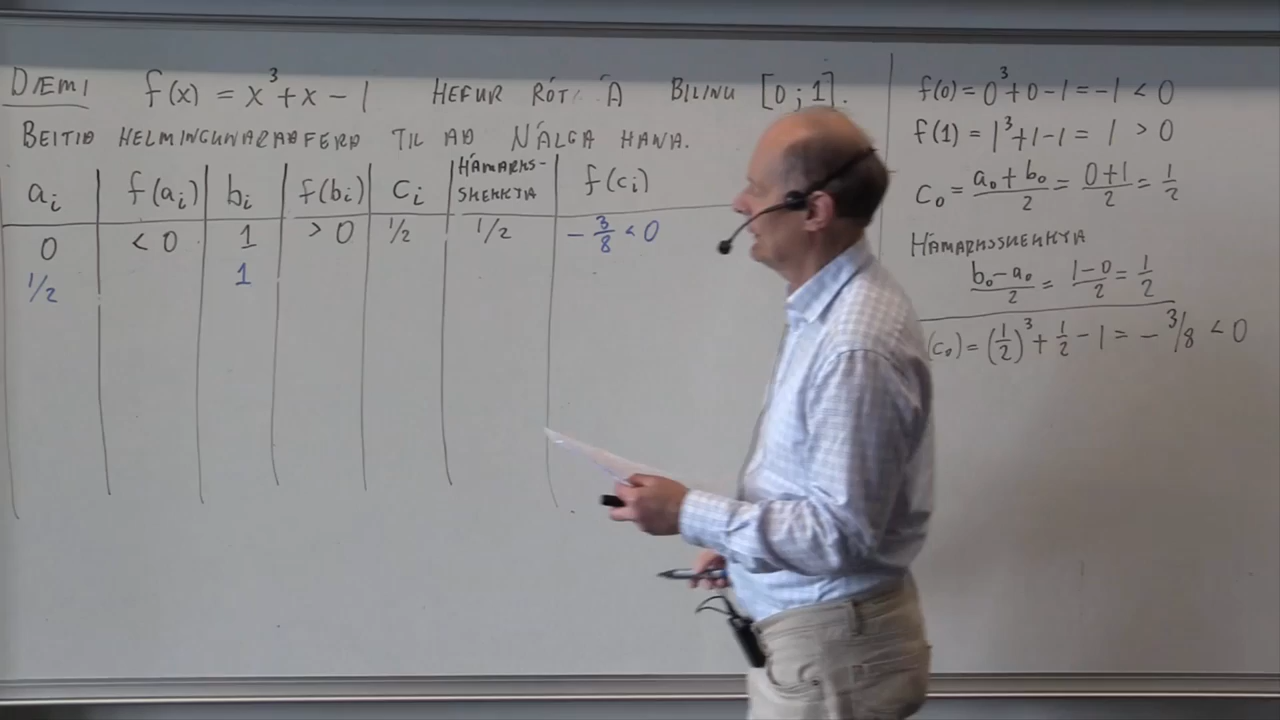 DÆMI f(x) = x³ + x − 1 HEFUR RÓT Á BILINU [0 ; 1].
BEITIÐ HELMINGUNARAÐFERÐ TIL AÐ NÁLGA HANA.
aᵢ f(aᵢ) bᵢ f(bᵢ) cᵢ HÁMARKS- SKEKKJA f(cᵢ)
0 < 0 1 > 0 1/2 1/2 − 3/8 < 0
1/2 1
f(0) = 0³ + 0 − 1 = −1 < 0
f(1) = 1³ + 1 − 1 = 1 > 0
c₀ = (a₀ + b₀)/2 = (0+1)/2 = 1/2
HÁMARKSSKEKKJA
(b₀ − a₀)/2 = (1−0)/2 = 1/2
(c₀) = (1/2)³ + 1/2 − 1 = − 3/8 < 0